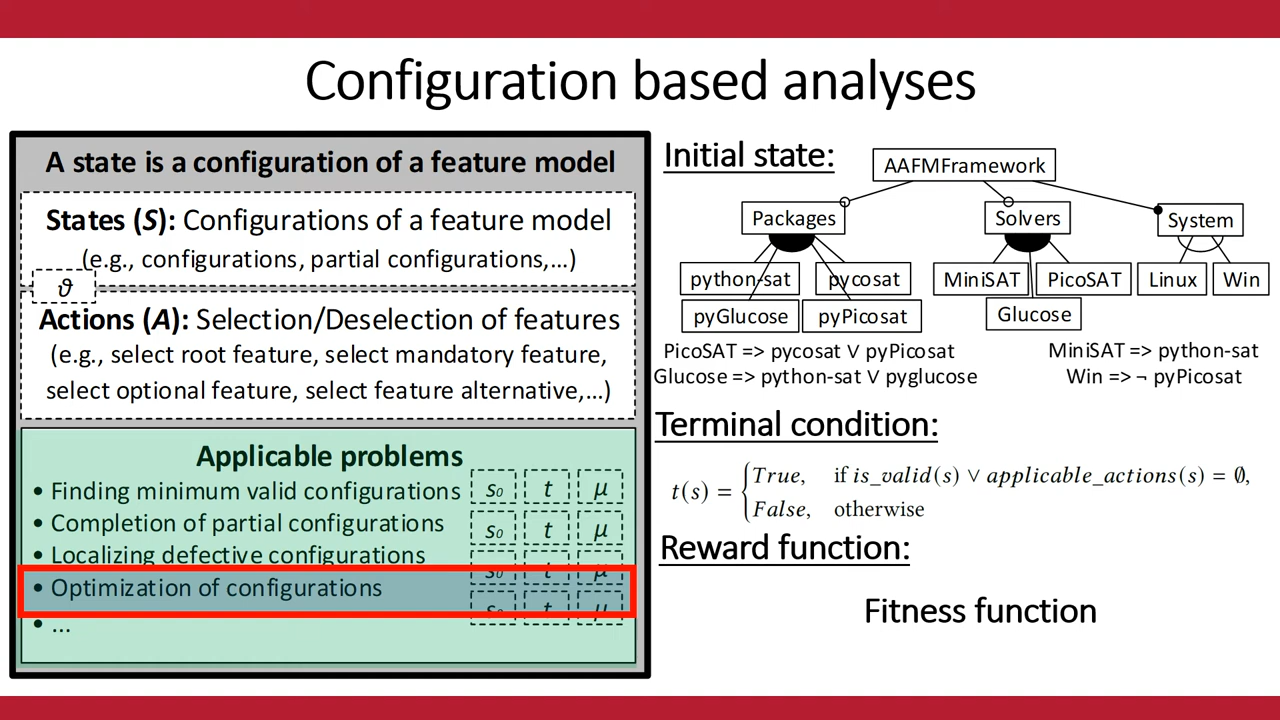 Configuration based analyses
A state is a configuration of a feature model
States (S): Configurations of a feature model
(e.g., configurations, partial configurations,...)
ϑ
Actions (A): Selection/Deselection of features
(e.g., select root feature, select mandatory feature,
select optional feature, select feature alternative,...)
Applicable problems
• Finding minimum valid configurations s₀ t μ
• Completion of partial configurations s₀ t μ
• Localizing defective configurations s₀ t μ
• Optimization of configurations s₀ t μ
• ...
Initial state:
AAFMFramework
Packages Solvers System
python-sat pycosat MiniSAT PicoSAT Linux Win
pyGlucose pyPicosat Glucose
PicoSAT => pycosat ∨ pyPicosat MiniSAT => python-sat
Glucose => python-sat ∨ pyglucose Win => ¬ pyPicosat
Terminal condition:
t(s) = { True, if is_valid(s) ∨ applicable_actions(s) = ∅,
False, otherwise
Reward function:
Fitness function